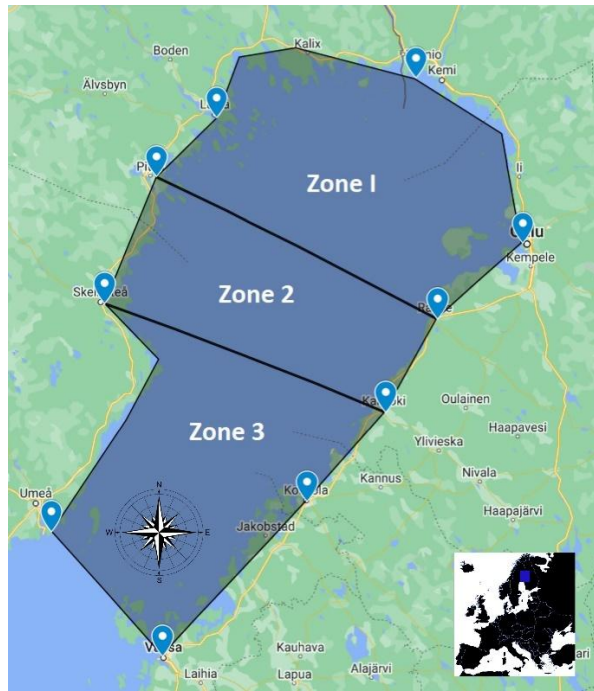 Kalix
Boden
Kemi
Älvsbyn
Ii
Zone I
Kempele
Zone 2
Oulainen
Haapavesi
Zone 3
Ylivieska
Kannus
Nivala
Umeå
N
Haapajärvi
W
E
Jakobstad
S
Kauhava
Alajärvi
Laihia
Lapua